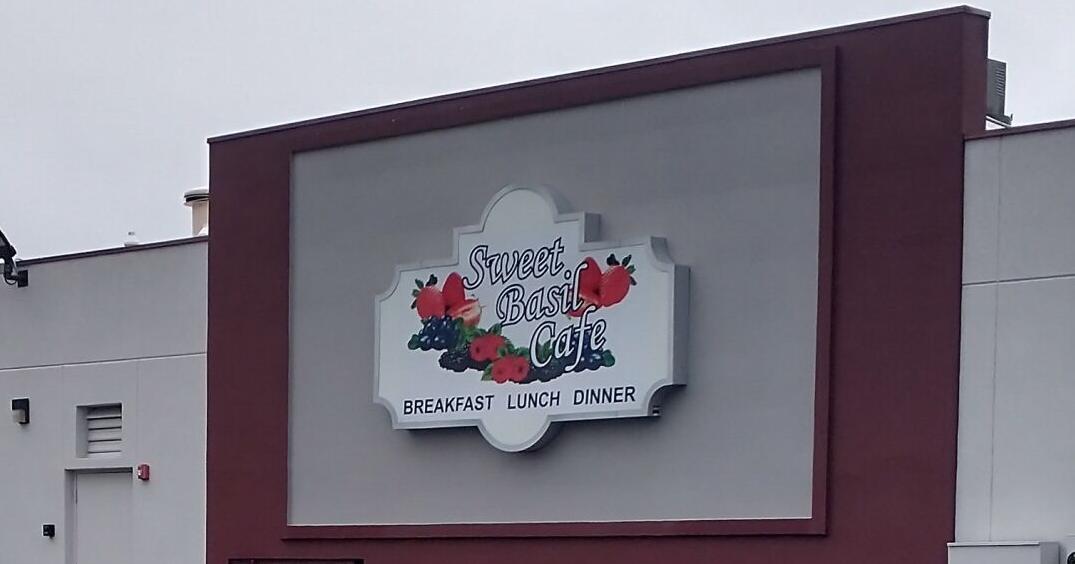 Sweet
Basil
Cafe
BREAKFAST LUNCH DINNER